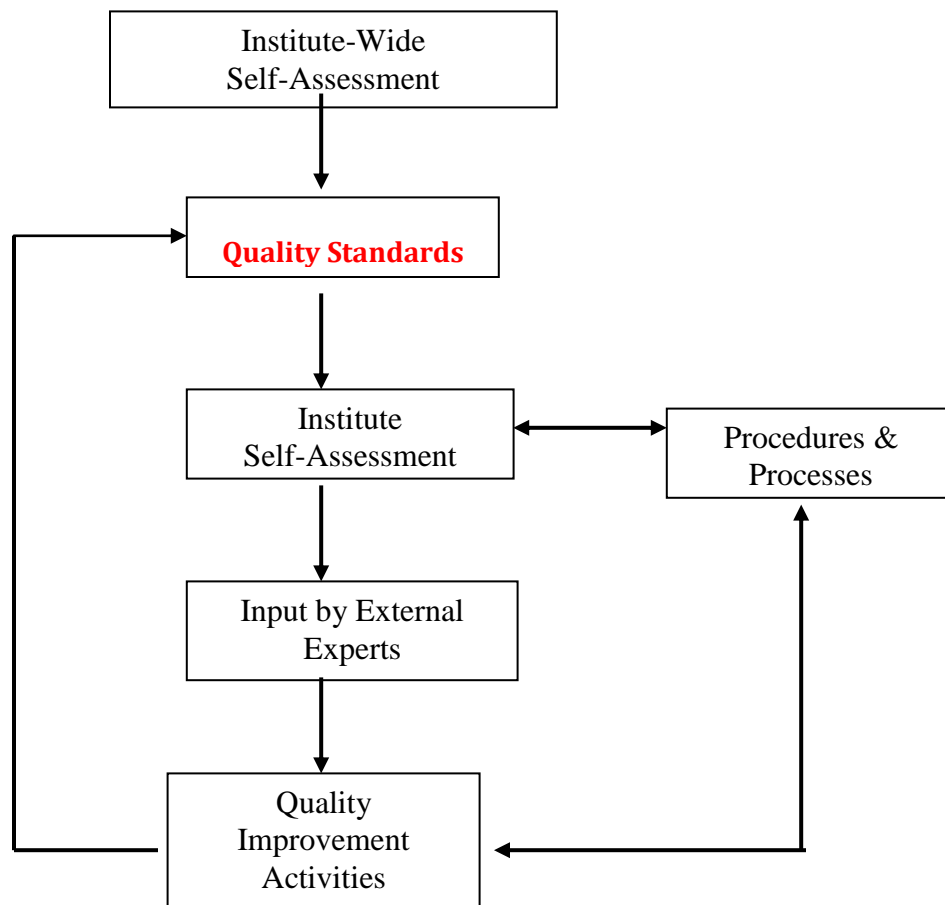 Institute-Wide
Self-Assessment
Quality Standards
Institute
Self-Assessment
Procedures &
Processes
Input by External
Experts
Quality
Improvement
Activities